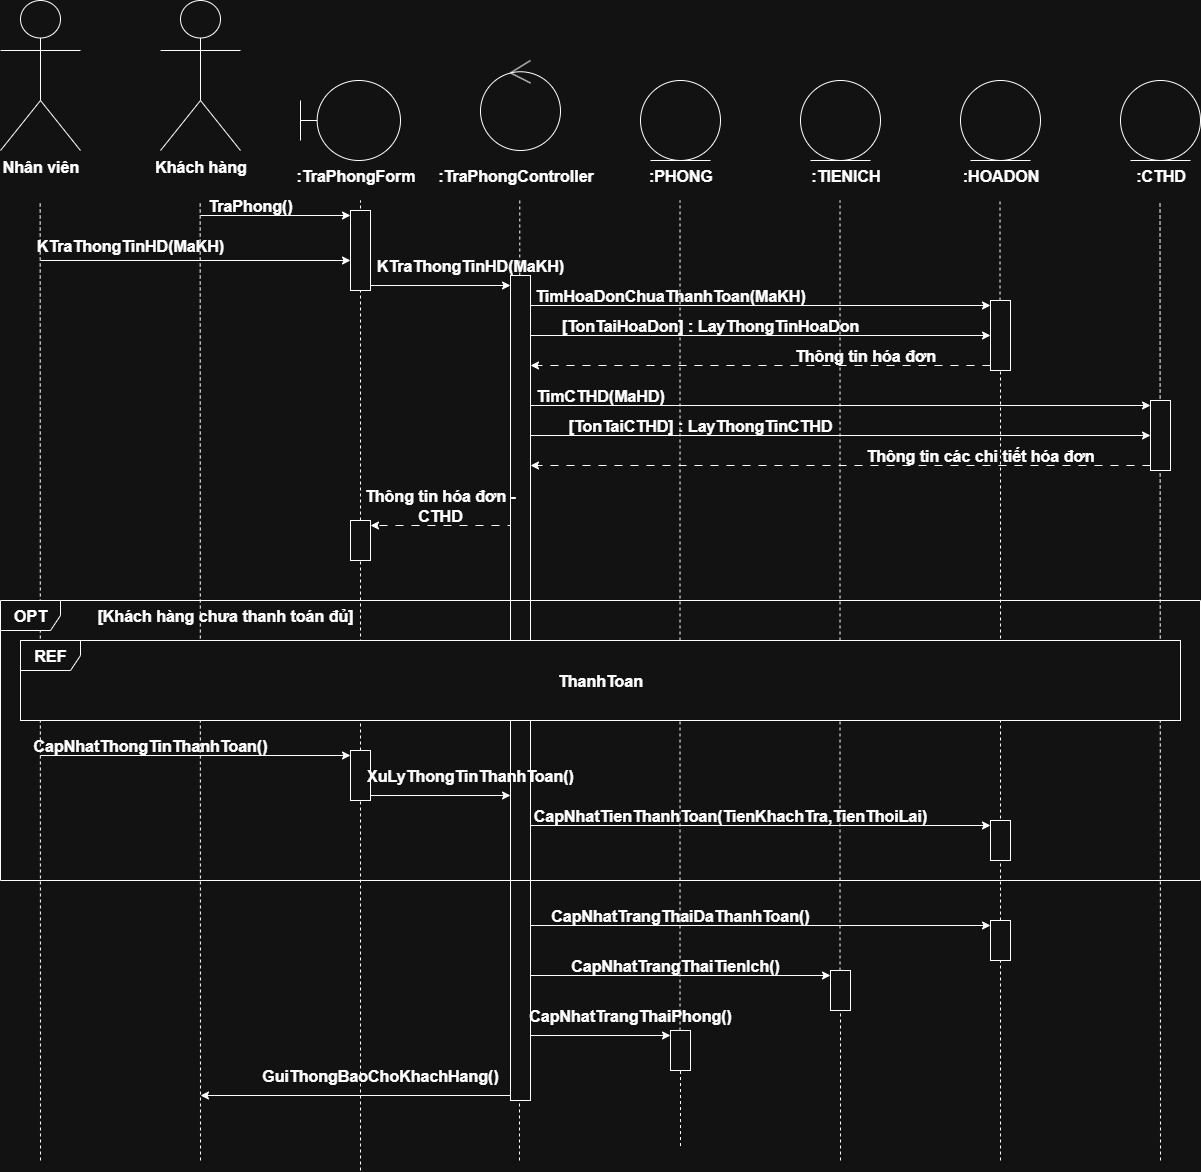 Nhân viên
Khách hàng
:TraPhongForm
:TraPhongController
:PHONG
:TIENICH
:HOADON
:CTHD
TraPhong()
KTraThongTinHD(MaKH)
KTraThongTinHD(MaKH)
TimHoaDonChuaThanhToan(MaKH)
[TonTaiHoaDon] : LayThongTinHoaDon
Thông tin hóa đơn
TimCTHD(MaHD)
[TonTaiCTHD] : LayThongTinCTHD
Thông tin các chi tiết hóa đơn
Thông tin hóa đơn -
CTHD
OPT
[Khách hàng chưa thanh toán đủ]
REF
ThanhToan
CapNhatThongTinThanhToan()
XuLyThongTinThanhToan()
CapNhatTienThanhToan(TienKhachTra,TienThoiLai)
CapNhatTrangThaiDaThanhToan()
CapNhatTrangThaiTienIch()
CapNhatTrangThaiPhong()
GuiThongBaoChoKhachHang()